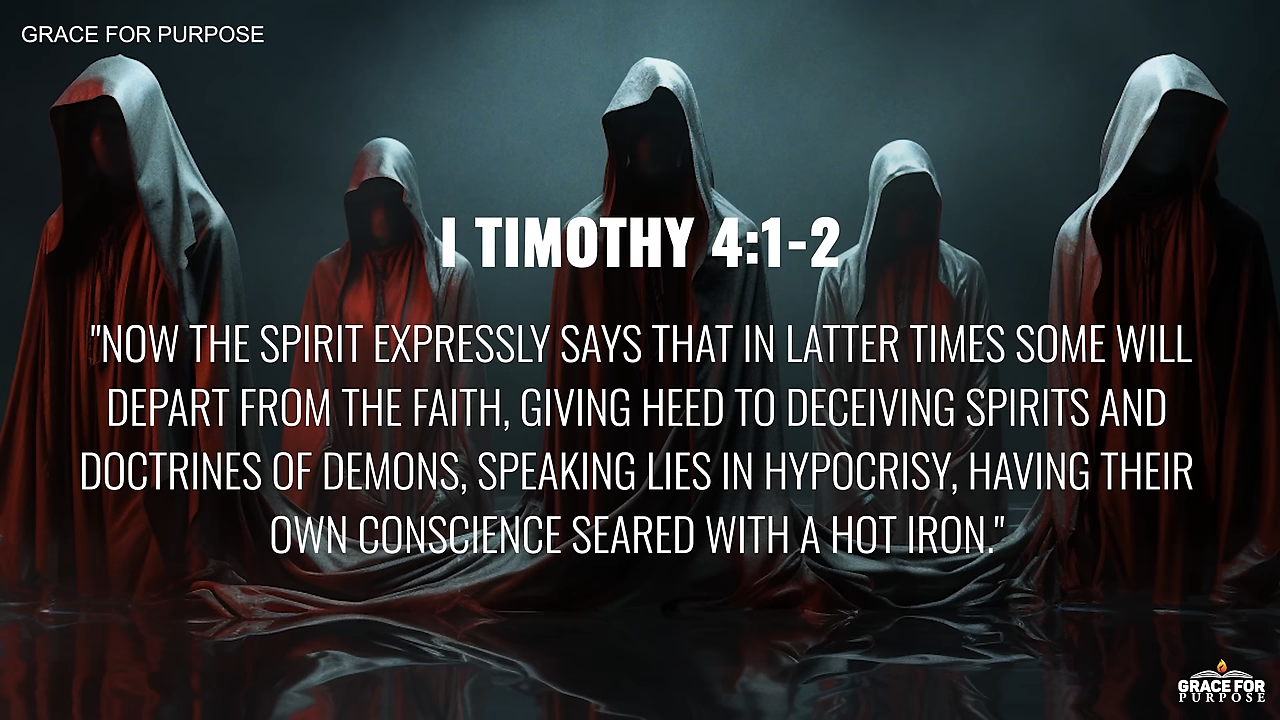 GRACE FOR PURPOSE
I TIMOTHY 4:1-2
"NOW THE SPIRIT EXPRESSLY SAYS THAT IN LATTER TIMES SOME WILL
DEPART FROM THE FAITH, GIVING HEED TO DECEIVING SPIRITS AND
DOCTRINES OF DEMONS, SPEAKING LIES IN HYPOCRISY, HAVING THEIR
OWN CONSCIENCE SEARED WITH A HOT IRON."
GRACE FOR
PURPOSE